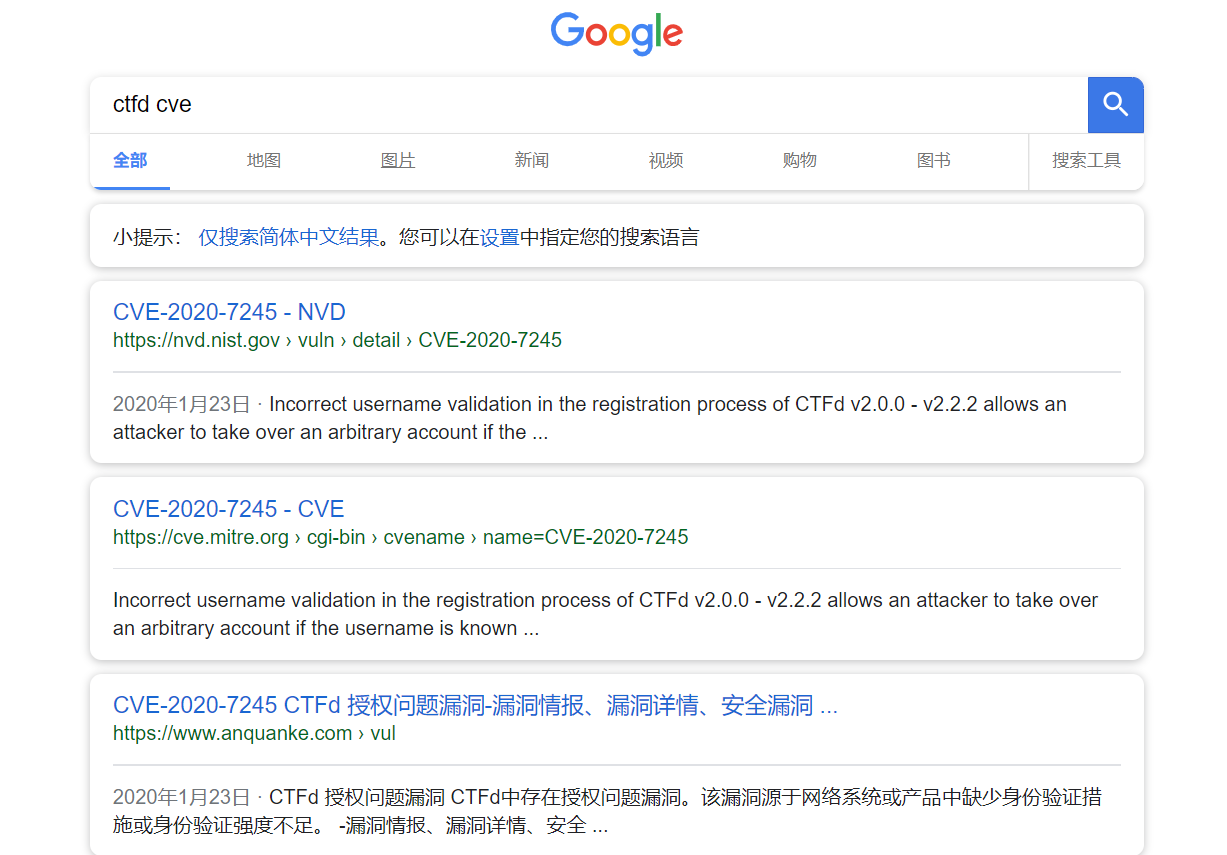 Google
ctfd cve
全部 地图 图片 新闻 视频 购物 图书 搜索工具
小提示： 仅搜索简体中文结果。您可以在设置中指定您的搜索语言
CVE-2020-7245 - NVD
https://nvd.nist.gov › vuln › detail › CVE-2020-7245
2020年1月23日 · Incorrect username validation in the registration process of CTFd v2.0.0 - v2.2.2 allows an
attacker to take over an arbitrary account if the ...
CVE-2020-7245 - CVE
https://cve.mitre.org › cgi-bin › cvename › name=CVE-2020-7245
Incorrect username validation in the registration process of CTFd v2.0.0 - v2.2.2 allows an attacker to take over
an arbitrary account if the username is known ...
CVE-2020-7245 CTFd 授权问题漏洞-漏洞情报、漏洞详情、安全漏洞 ...
https://www.anquanke.com › vul
2020年1月23日 · CTFd 授权问题漏洞 CTFd中存在授权问题漏洞。该漏洞源于网络系统或产品中缺少身份验证措
施或身份验证强度不足。 -漏洞情报、漏洞详情、安全 ...